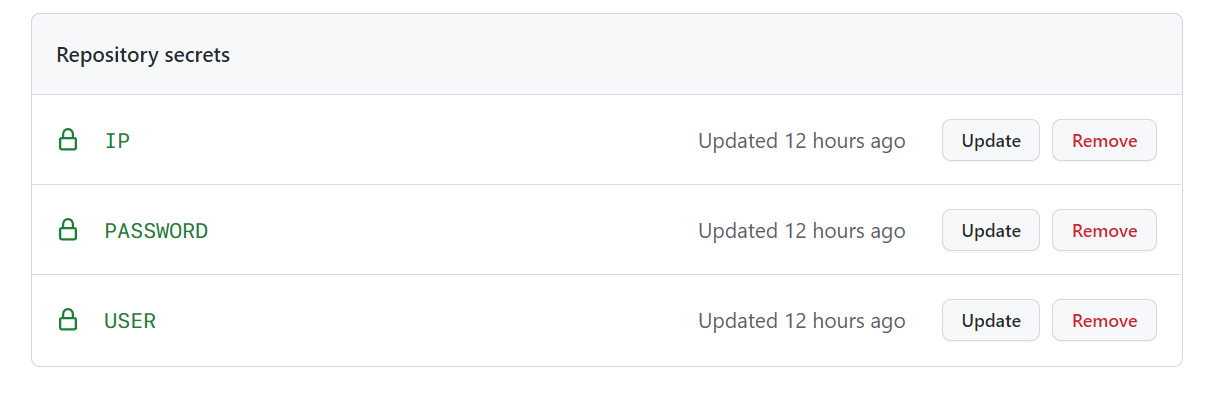 Repository secrets
IP Updated 12 hours ago Update Remove
PASSWORD Updated 12 hours ago Update Remove
USER Updated 12 hours ago Update Remove